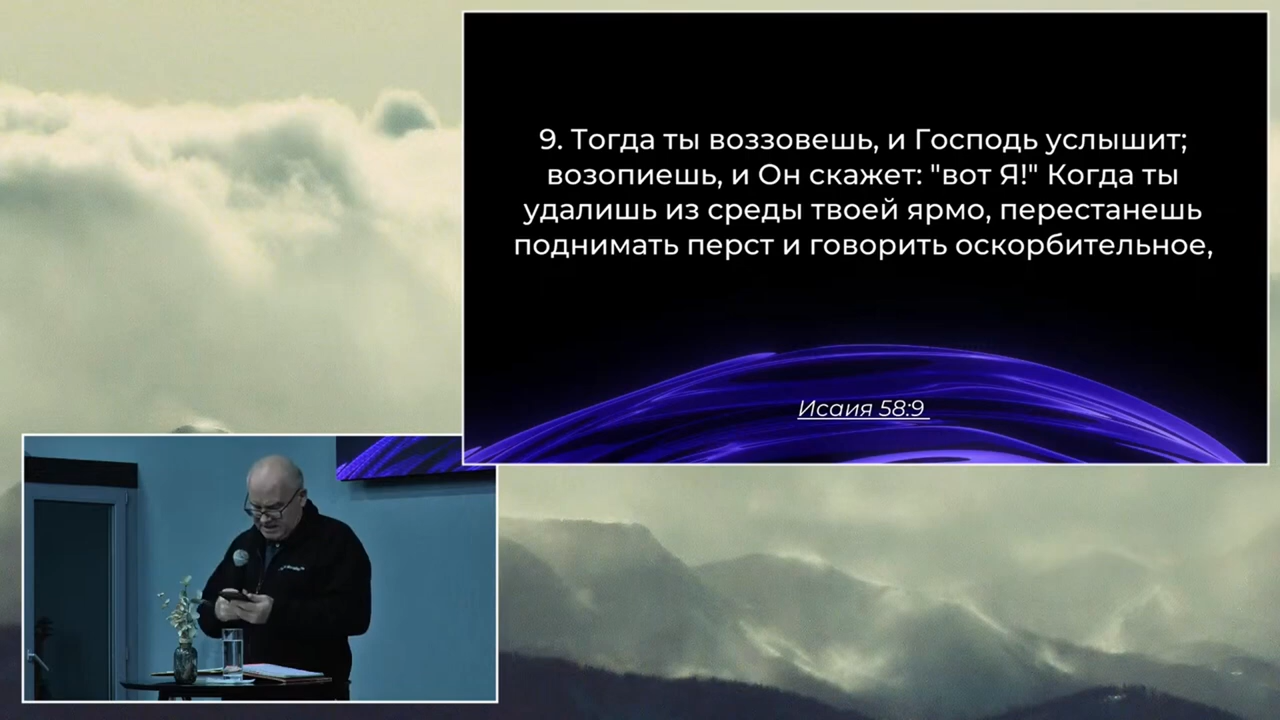 9. Тогда ты воззовешь, и Господь услышит;
возопиешь, и Он скажет: "вот Я!" Когда ты
удалишь из среды твоей ярмо, перестанешь
поднимать перст и говорить оскорбительное,
Исаия 58:9